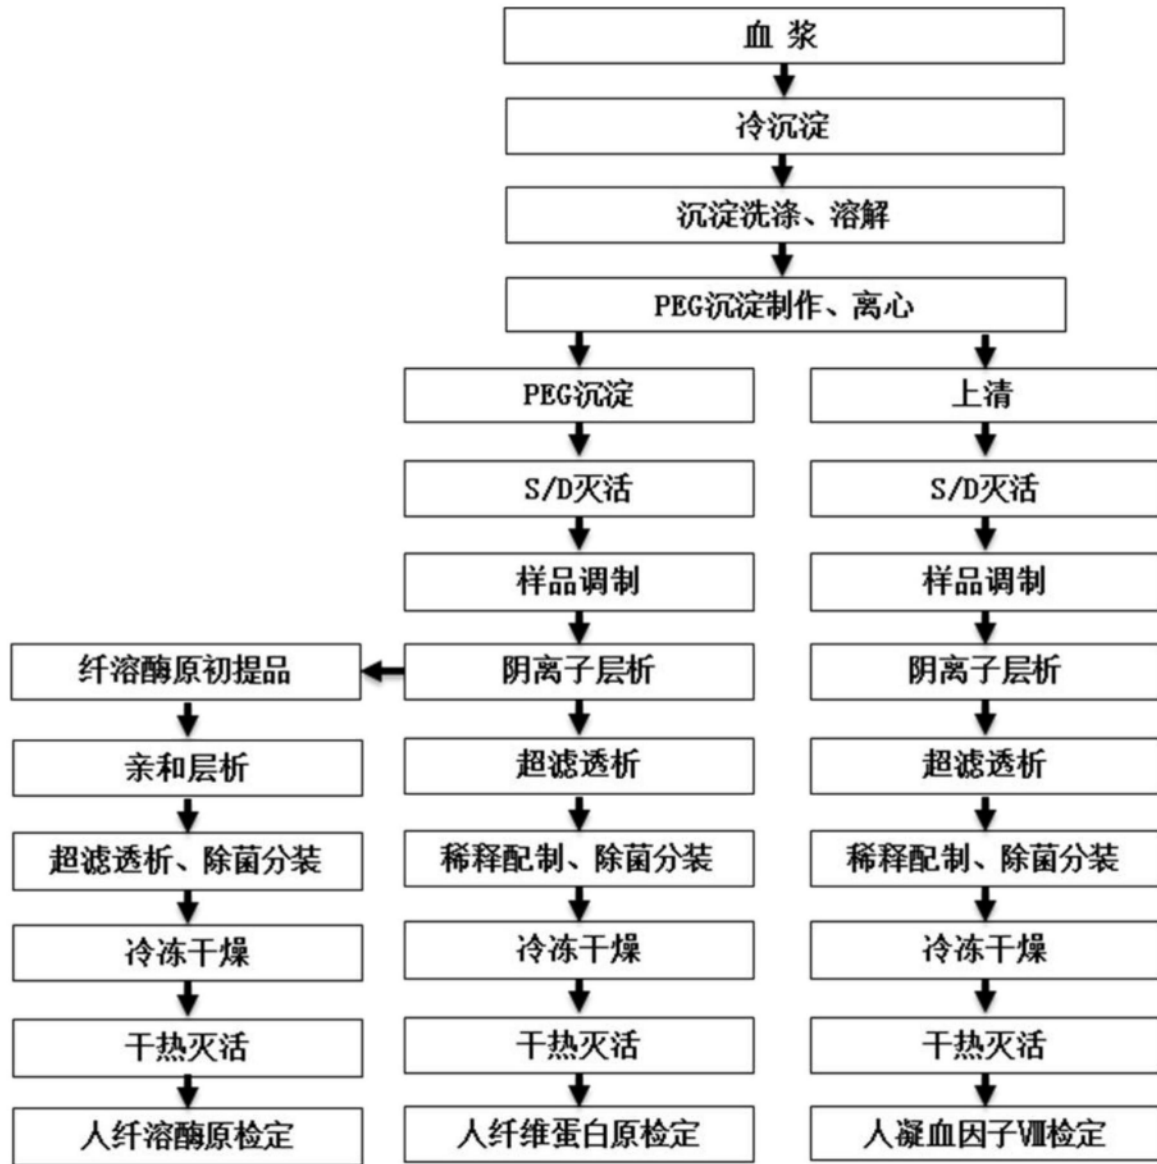 血 浆
冷沉淀
沉淀洗涤、溶解
PEG沉淀制作、离心
PEG沉淀
上清
S/D灭活
S/D灭活
样品调制
样品调制
纤溶酶原初提品
阴离子层析
阴离子层析
亲和层析
超滤透析
超滤透析
超滤透析、除菌分装
稀释配制、除菌分装
稀释配制、除菌分装
冷冻干燥
冷冻干燥
冷冻干燥
干热灭活
干热灭活
干热灭活
人纤溶酶原检定
人纤维蛋白原检定
人凝血因子Ⅷ检定